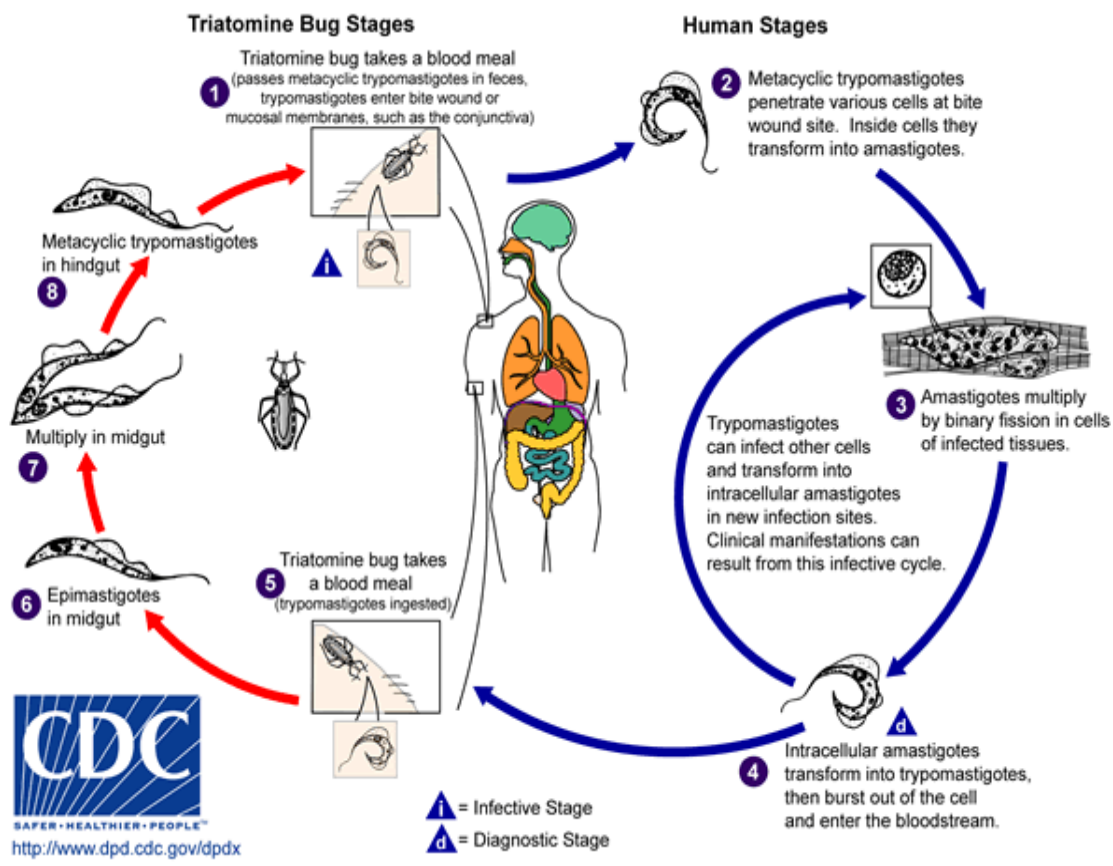 Triatomine Bug Stages
Human Stages
1
Triatomine bug takes a blood meal
(passes metacyclic trypomastigotes in feces,
trypomastigotes enter bite wound or
mucosal membranes, such as the conjunctiva)
i
2
Metacyclic trypomastigotes
penetrate various cells at bite
wound site. Inside cells they
transform into amastigotes.
3
Amastigotes multiply
by binary fission in cells
of infected tissues.
Trypomastigotes
can infect other cells
and transform into
intracellular amastigotes
in new infection sites.
Clinical manifestations can
result from this infective cycle.
d
4
Intracellular amastigotes
transform into trypomastigotes,
then burst out of the cell
and enter the bloodstream.
5
Triatomine bug takes
a blood meal
(trypomastigotes ingested)
6
Epimastigotes
in midgut
Multiply in midgut
7
Metacyclic trypomastigotes
in hindgut
8
i = Infective Stage
d = Diagnostic Stage
CDC
SAFER•HEALTHIER•PEOPLE™
http://www.dpd.cdc.gov/dpdx